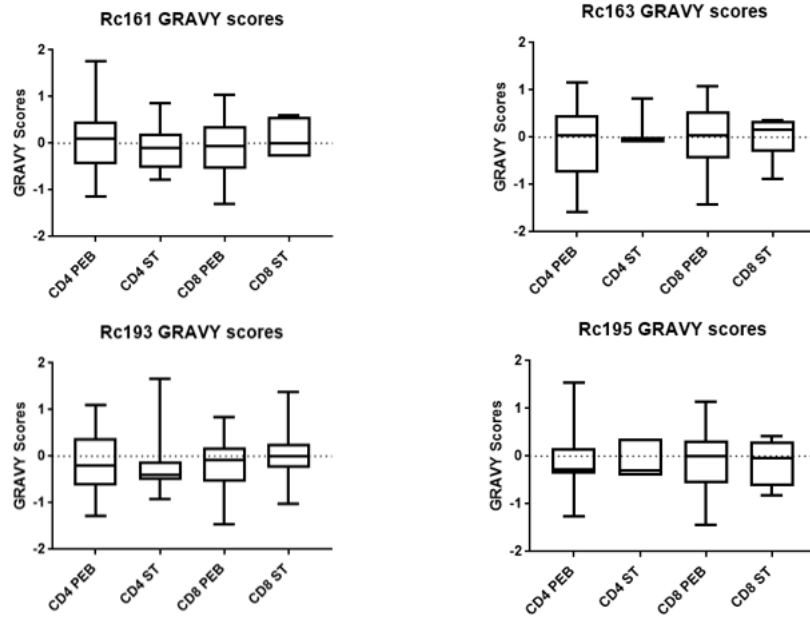 Rc161 GRAVY scores
GRAVY Scores
2
1
0
-1
-2
CD4 PEB
CD4 ST
CD8 PEB
CD8 ST
Rc163 GRAVY scores
GRAVY Scores
2
1
0
-1
-2
CD4 PEB
CD4 ST
CD8 PEB
CD8 ST
Rc193 GRAVY scores
GRAVY Scores
2
1
0
-1
-2
CD4 PEB
CD4 ST
CD8 PEB
CD8 ST
Rc195 GRAVY scores
GRAVY Scores
2
1
0
-1
-2
CD4 PEB
CD4 ST
CD8 PEB
CD8 ST